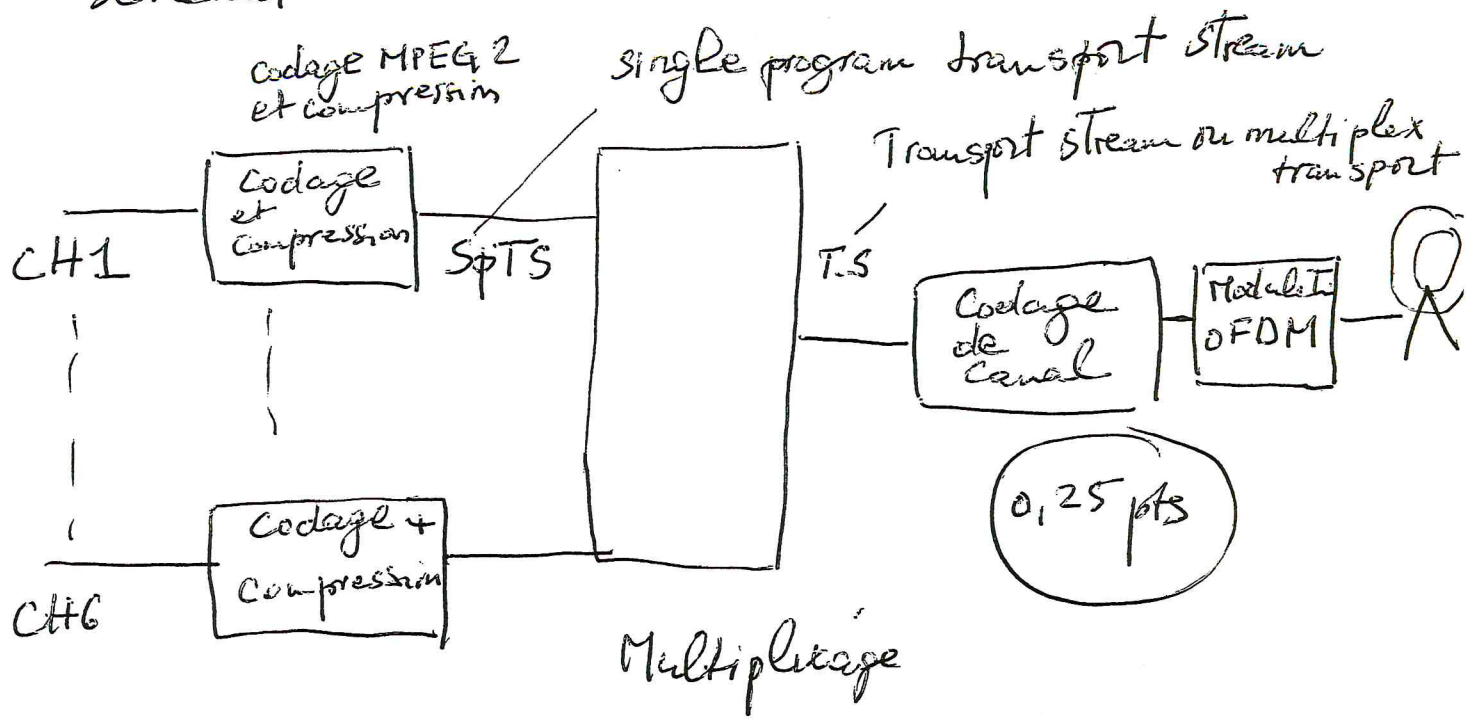 codage MPEG 2
et compression
single program transport stream
Transport stream ou multiplex
transport
codage
et
compression
CH1
SpTS
T.S
Codage
de
Canal
OFDM
0,25 pts
Codage +
Compression
CH6
Multiplexage